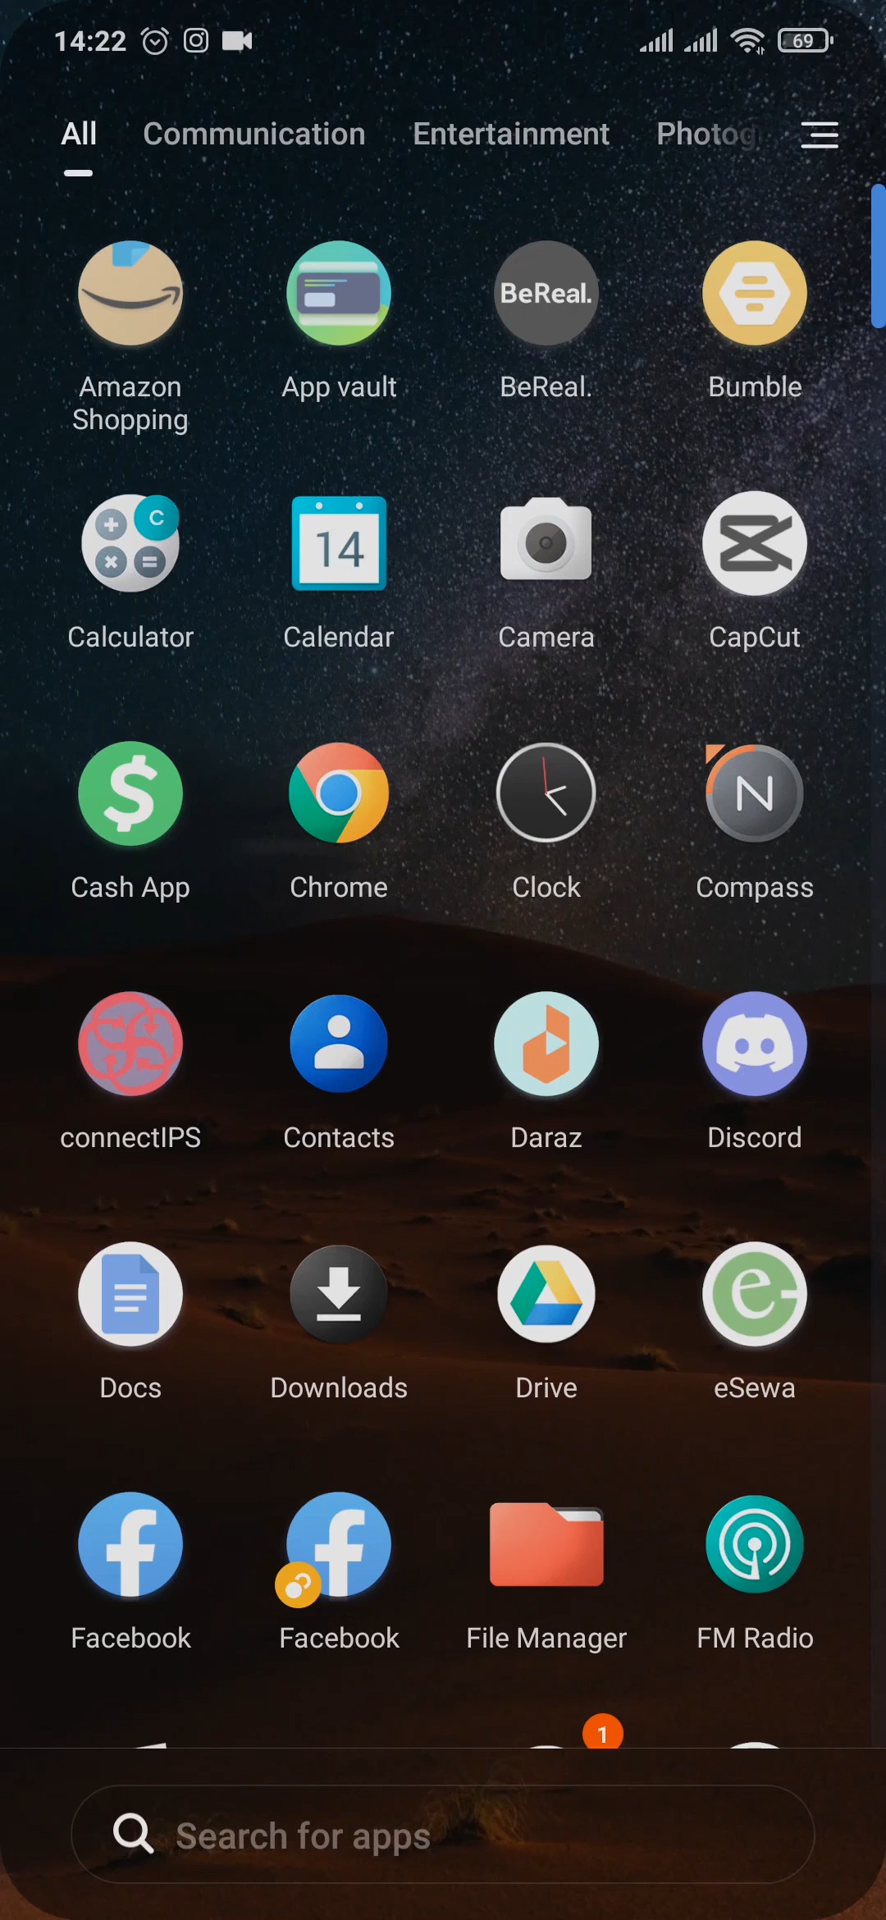 14:22
69
All Communication Entertainment Photog
BeReal.
Amazon
Shopping
App vault
BeReal.
Bumble
C
14
Calculator
Calendar
Camera
CapCut
N
Cash App
Chrome
Clock
Compass
connectIPS
Contacts
Daraz
Discord
Docs
Downloads
Drive
eSewa
Facebook
Facebook
File Manager
FM Radio
1
Search for apps